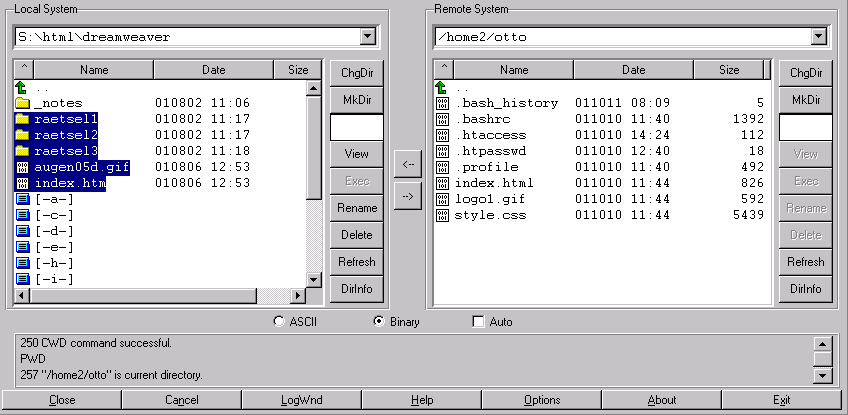 Local System
S:\html\dreamweaver
^ Name Date Size
..
_notes 010802 11:06
raetsel1 010802 11:17
raetsel2 010802 11:17
raetsel3 010802 11:18
augen05d.gif 010806 12:53
index.htm 010806 12:53
[-a-]
[-c-]
[-d-]
[-e-]
[-h-]
[-i-]
ChgDir
MkDir
View
Exec
Rename
Delete
Refresh
DirInfo
<--
-->
Remote System
/home2/otto
^ Name Date Size
..
.bash_history 011011 08:09 5
.bashrc 011010 11:40 1392
.htaccess 011010 14:24 112
.htpasswd 011010 12:40 18
.profile 011010 11:40 492
index.html 011010 11:44 826
logo1.gif 011010 11:44 592
style.css 011010 11:44 5439
ChgDir
MkDir
View
Exec
Rename
Delete
Refresh
DirInfo
ASCII Binary Auto
250 CWD command successful.
PWD
257 "/home2/otto" is current directory.
Close Cancel LogWnd Help Options About Exit